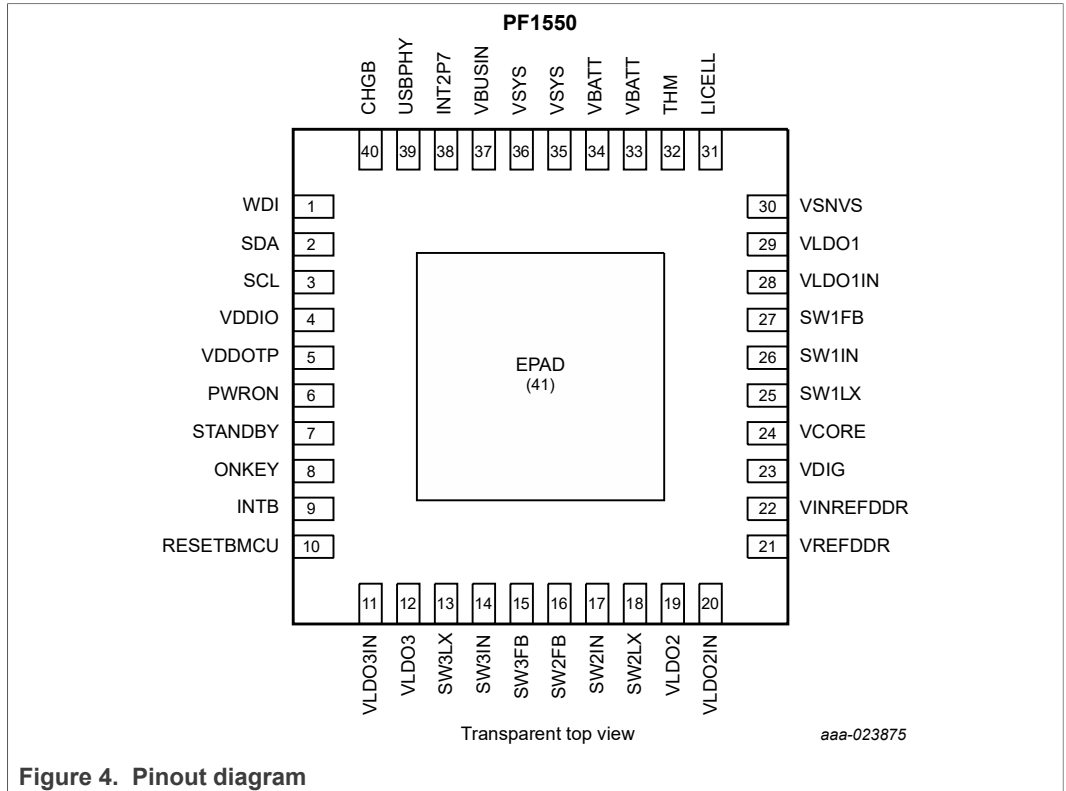 PF1550
CHGB
USBPHY
INT2P7
VBUSIN
VSYS
VSYS
VBATT
VBATT
THM
LICELL
40
39
38
37
36
35
34
33
32
31
WDI 1
SDA 2
SCL 3
VDDIO 4
VDDOTP 5
PWRON 6
STANDBY 7
ONKEY 8
INTB 9
RESETBMCU 10
EPAD
(41)
30 VSNVS
29 VLDO1
28 VLDO1IN
27 SW1FB
26 SW1IN
25 SW1LX
24 VCORE
23 VDIG
22 VINREFDDR
21 VREFDDR
11
12
13
14
15
16
17
18
19
20
VLDO3IN
VLDO3
SW3LX
SW3IN
SW3FB
SW2FB
SW2IN
SW2LX
VLDO2
VLDO2IN
Transparent top view
aaa-023875
Figure 4. Pinout diagram